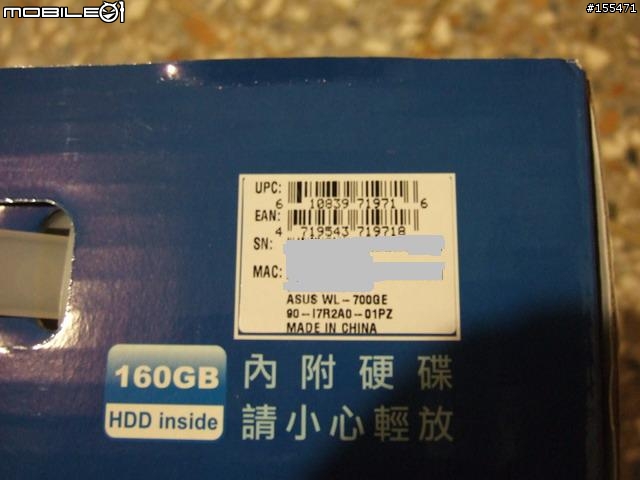 MOBILE01
#155471
UPC:
6 10839 71971 6
EAN:
4 719543 719718
SN:
MAC:
ASUS WL-700GE
90-I7R2A0-01PZ
MADE IN CHINA
160GB 內附硬碟
HDD inside 請小心輕放